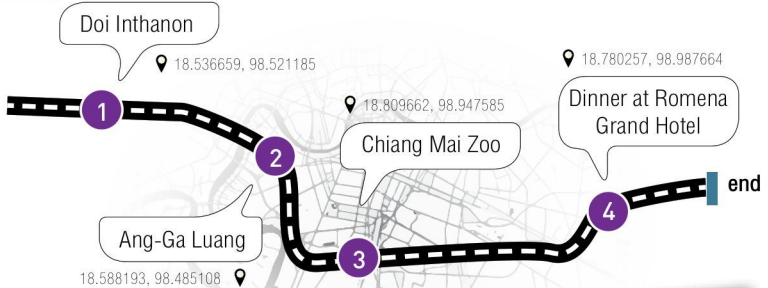 Doi Inthanon
18.536659, 98.521185
1
2
Ang-Ga Luang
18.588193, 98.485108
18.809662, 98.947585
Chiang Mai Zoo
3
18.780257, 98.987664
Dinner at Romena
Grand Hotel
4
end